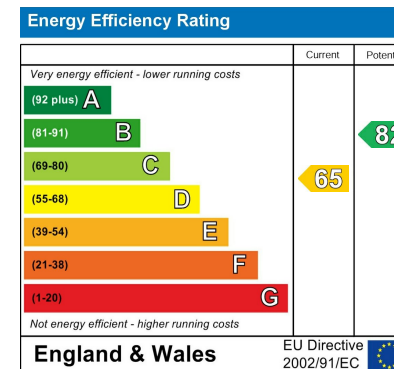 Energy Efficiency Rating
Current
Very energy efficient - lower running costs
(92 plus) A
(81-91) B
(69-80) C
(55-68) D
(39-54) E
(21-38) F
(1-20) G
65
Not energy efficient - higher running costs
England & Wales
EU Directive
2002/91/EC